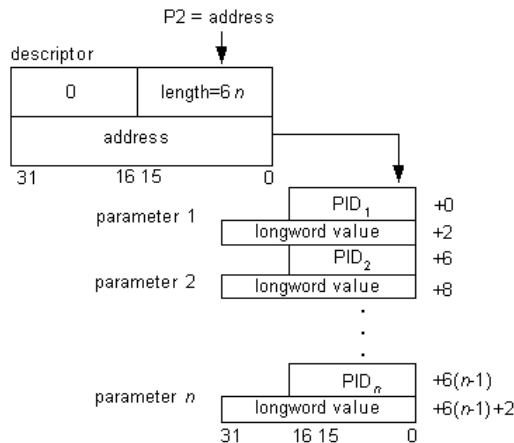 P2 = address
descriptor
0 length=6 n
address
31 16 15 0
PID1 +0
parameter 1
longword value +2
PID2 +6
parameter 2
longword value +8
.
.
.
PIDn +6(n-1)
parameter n
longword value +6(n-1)+2
31 16 15 0